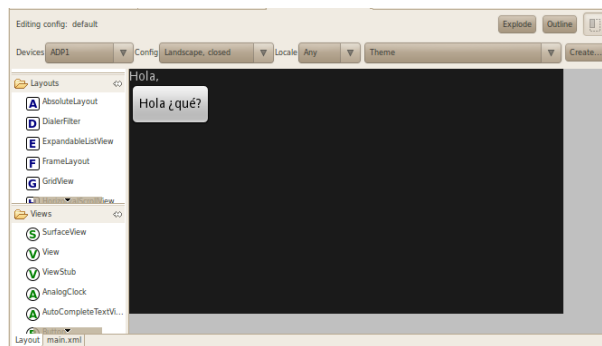 Editing config: default
Explode Outline
Devices ADP1 Config Landscape, closed Locale Any Theme Create...
Layouts
AbsoluteLayout
DialerFilter
ExpandableListView
FrameLayout
GridView
Views
SurfaceView
View
ViewStub
AnalogClock
AutoCompleteTextVi...
Hola,
Hola ¿qué?
Layout main.xml